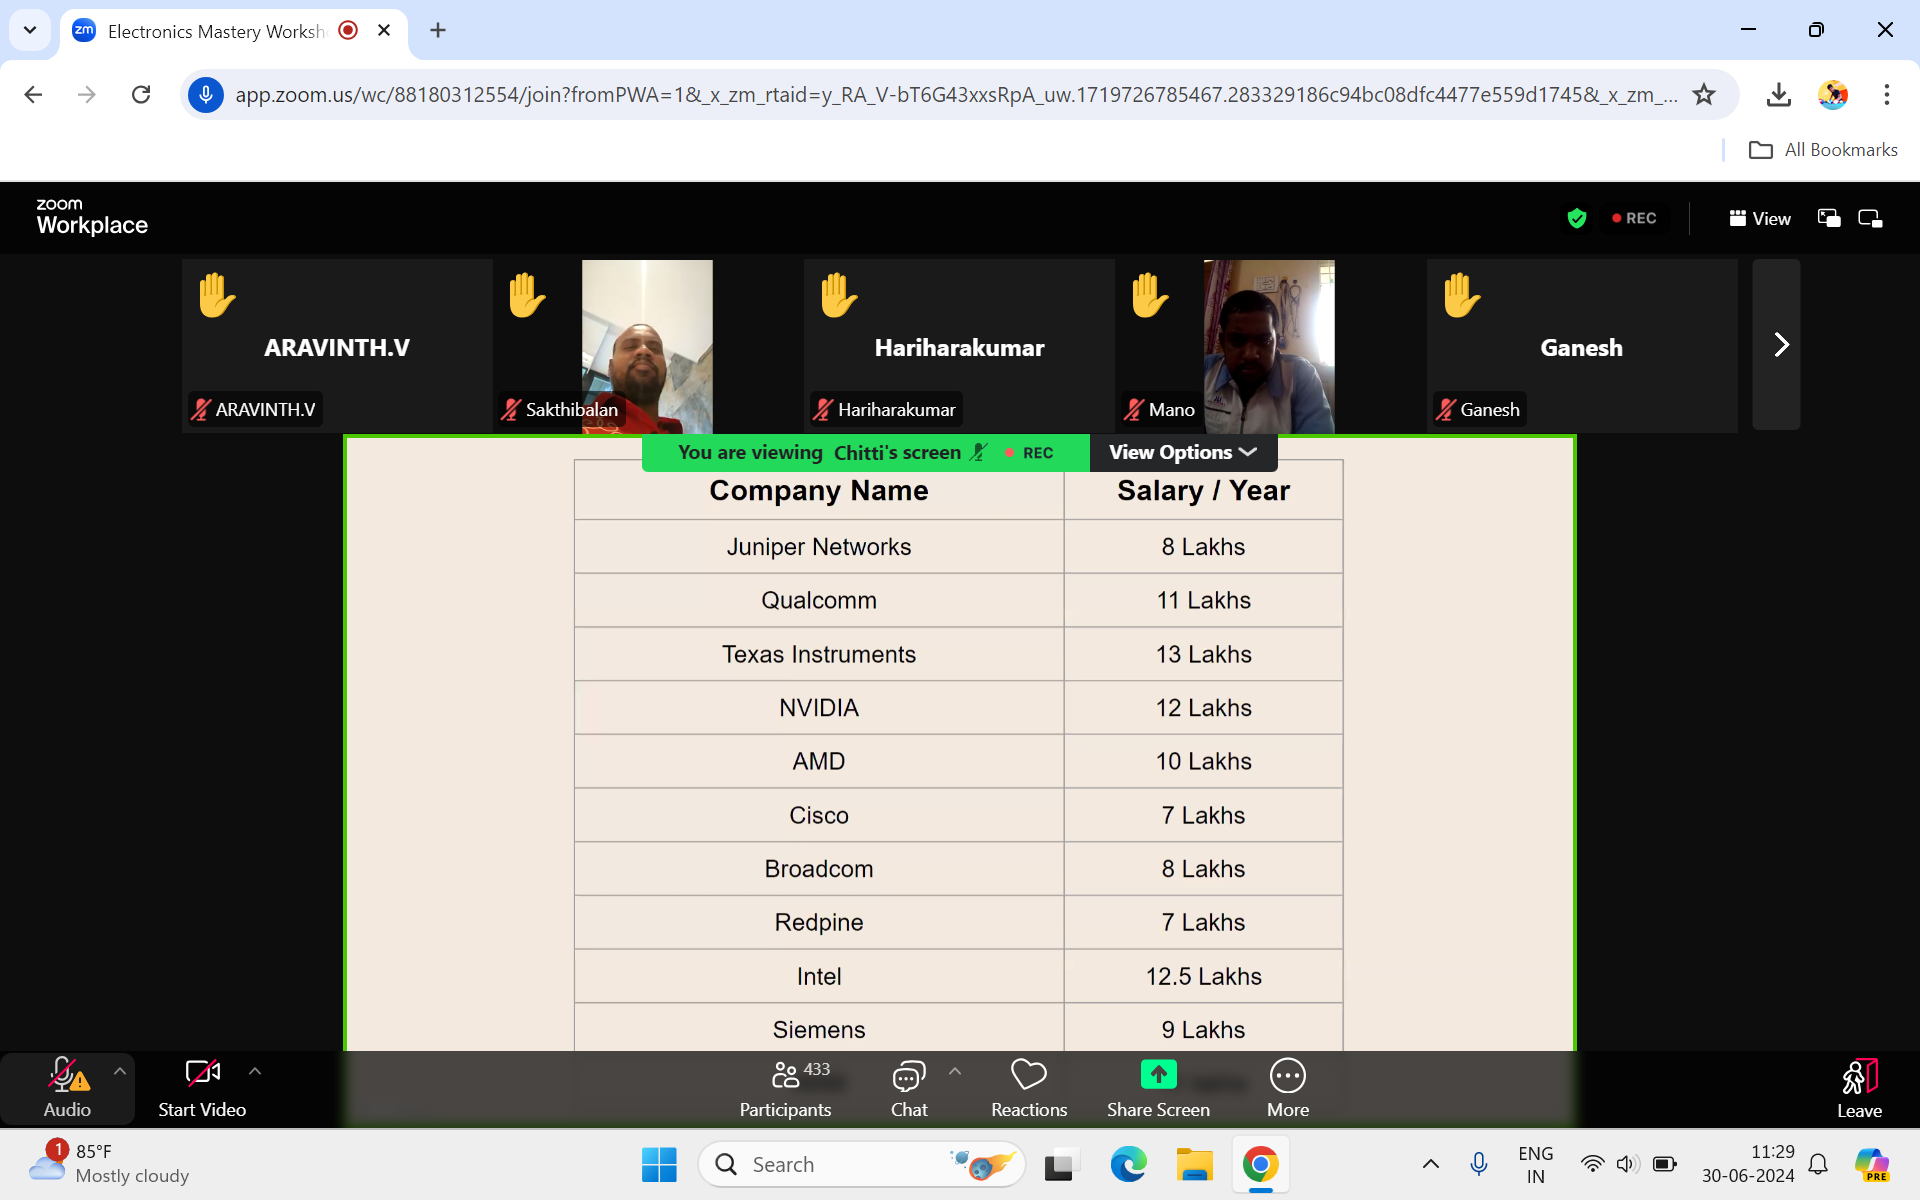 zm Electronics Mastery Worksh
app.zoom.us/wc/88180312554/join?fromPWA=1&_x_zm_rtaid=y_RA_V-bT6G43xxsRpA_uw.1719726785467.283329186c94bc08dfc4477e559d1745&_x_zm_...
All Bookmarks
zoom
Workplace
REC View
ARAVINTH.V Hariharakumar Ganesh
ARAVINTH.V Sakthibalan Hariharakumar Mano Ganesh
You are viewing Chitti's screen REC View Options
Company Name Salary / Year
Juniper Networks 8 Lakhs
Qualcomm 11 Lakhs
Texas Instruments 13 Lakhs
NVIDIA 12 Lakhs
AMD 10 Lakhs
Cisco 7 Lakhs
Broadcom 8 Lakhs
Redpine 7 Lakhs
Intel 12.5 Lakhs
Siemens 9 Lakhs
433
Audio Start Video Participants Chat Reactions Share Screen More Leave
1 85°F
Mostly cloudy
Search
ENG
IN
11:29
30-06-2024
PRE